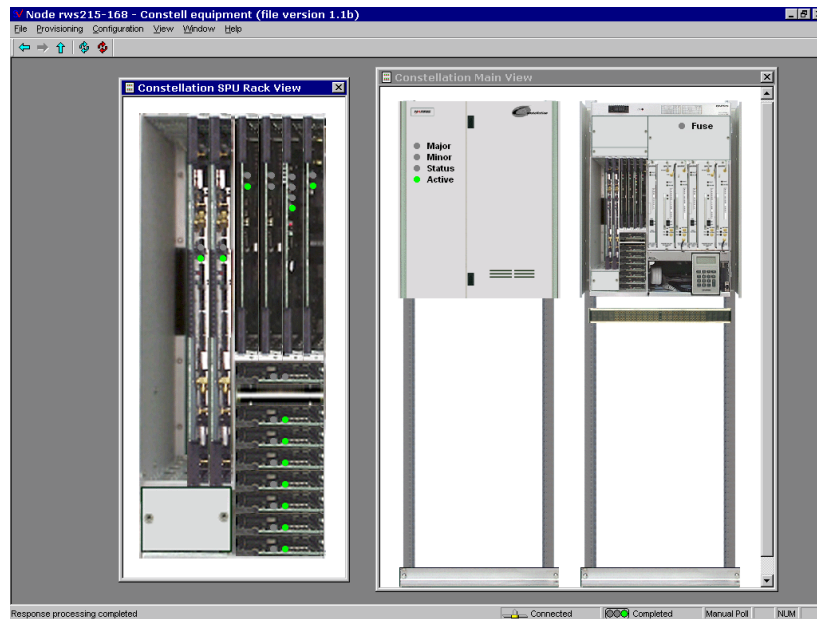 Node rws215-168 - Constell equipment (file version 1.1b)
File Provisioning Configuration View Window Help
Constellation SPU Rack View
Constellation Main View
Major
Minor
Status
Active
Fuse
Response processing completed
Connected
Completed
Manual Poll
NUM